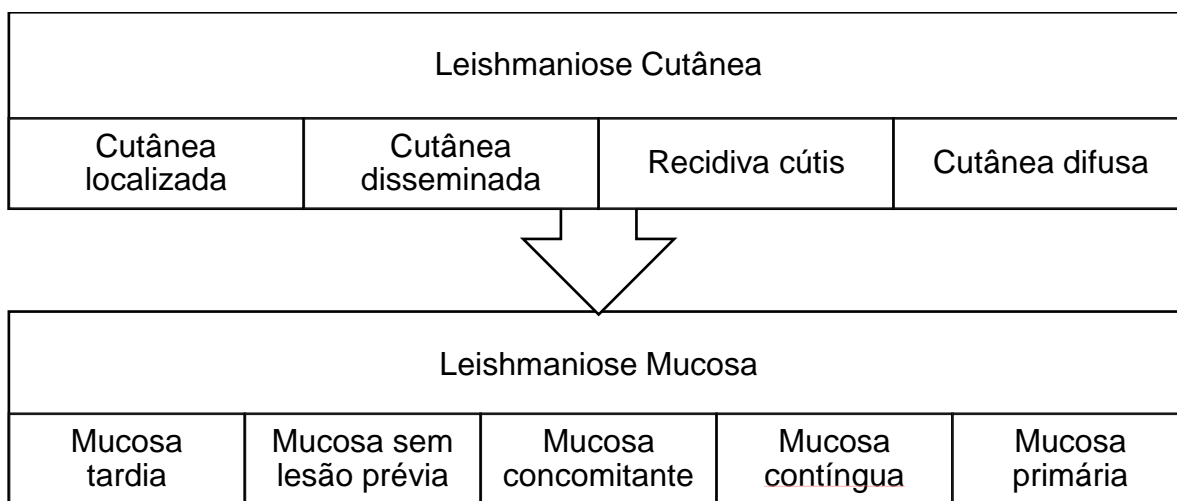 Leishmaniose Cutânea
Cutânea
localizada
Cutânea
disseminada
Recidiva cútis
Cutânea difusa
Leishmaniose Mucosa
Mucosa
tardia
Mucosa sem
lesão prévia
Mucosa
concomitante
Mucosa
contíngua
Mucosa
primária